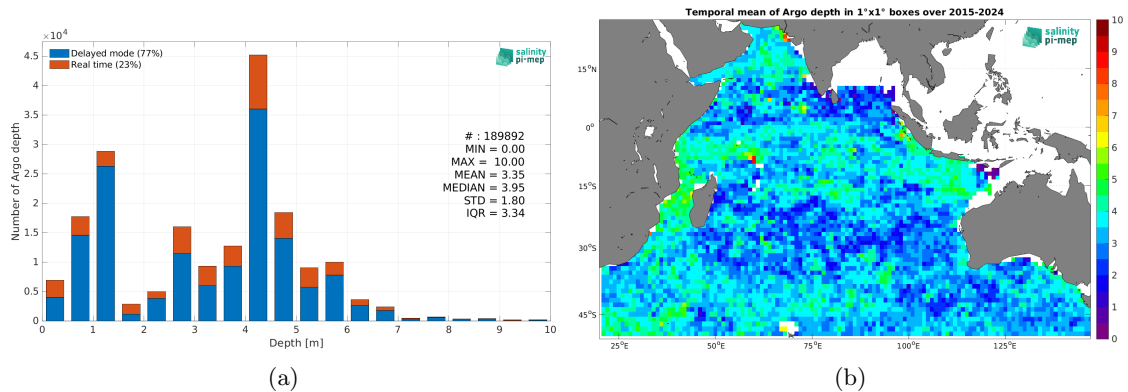 ×10⁴
4.5
4
3.5
3
2.5
2
1.5
1
0.5
0
Number of Argo depth
Delayed mode (77%)
Real time (23%)
salinity
pi-mep
# : 189892
MIN = 0.00
MAX = 10.00
MEAN = 3.35
MEDIAN = 3.95
STD = 1.80
IQR = 3.34
0 1 2 3 4 5 6 7 8 9 10
Depth [m]
(a)
Temporal mean of Argo depth in 1°x1° boxes over 2015-2024
salinity
pi-mep
15°N
0°
15°S
30°S
45°S
25°E 50°E 75°E 100°E 125°E
10
9
8
7
6
5
4
3
2
1
0
(b)